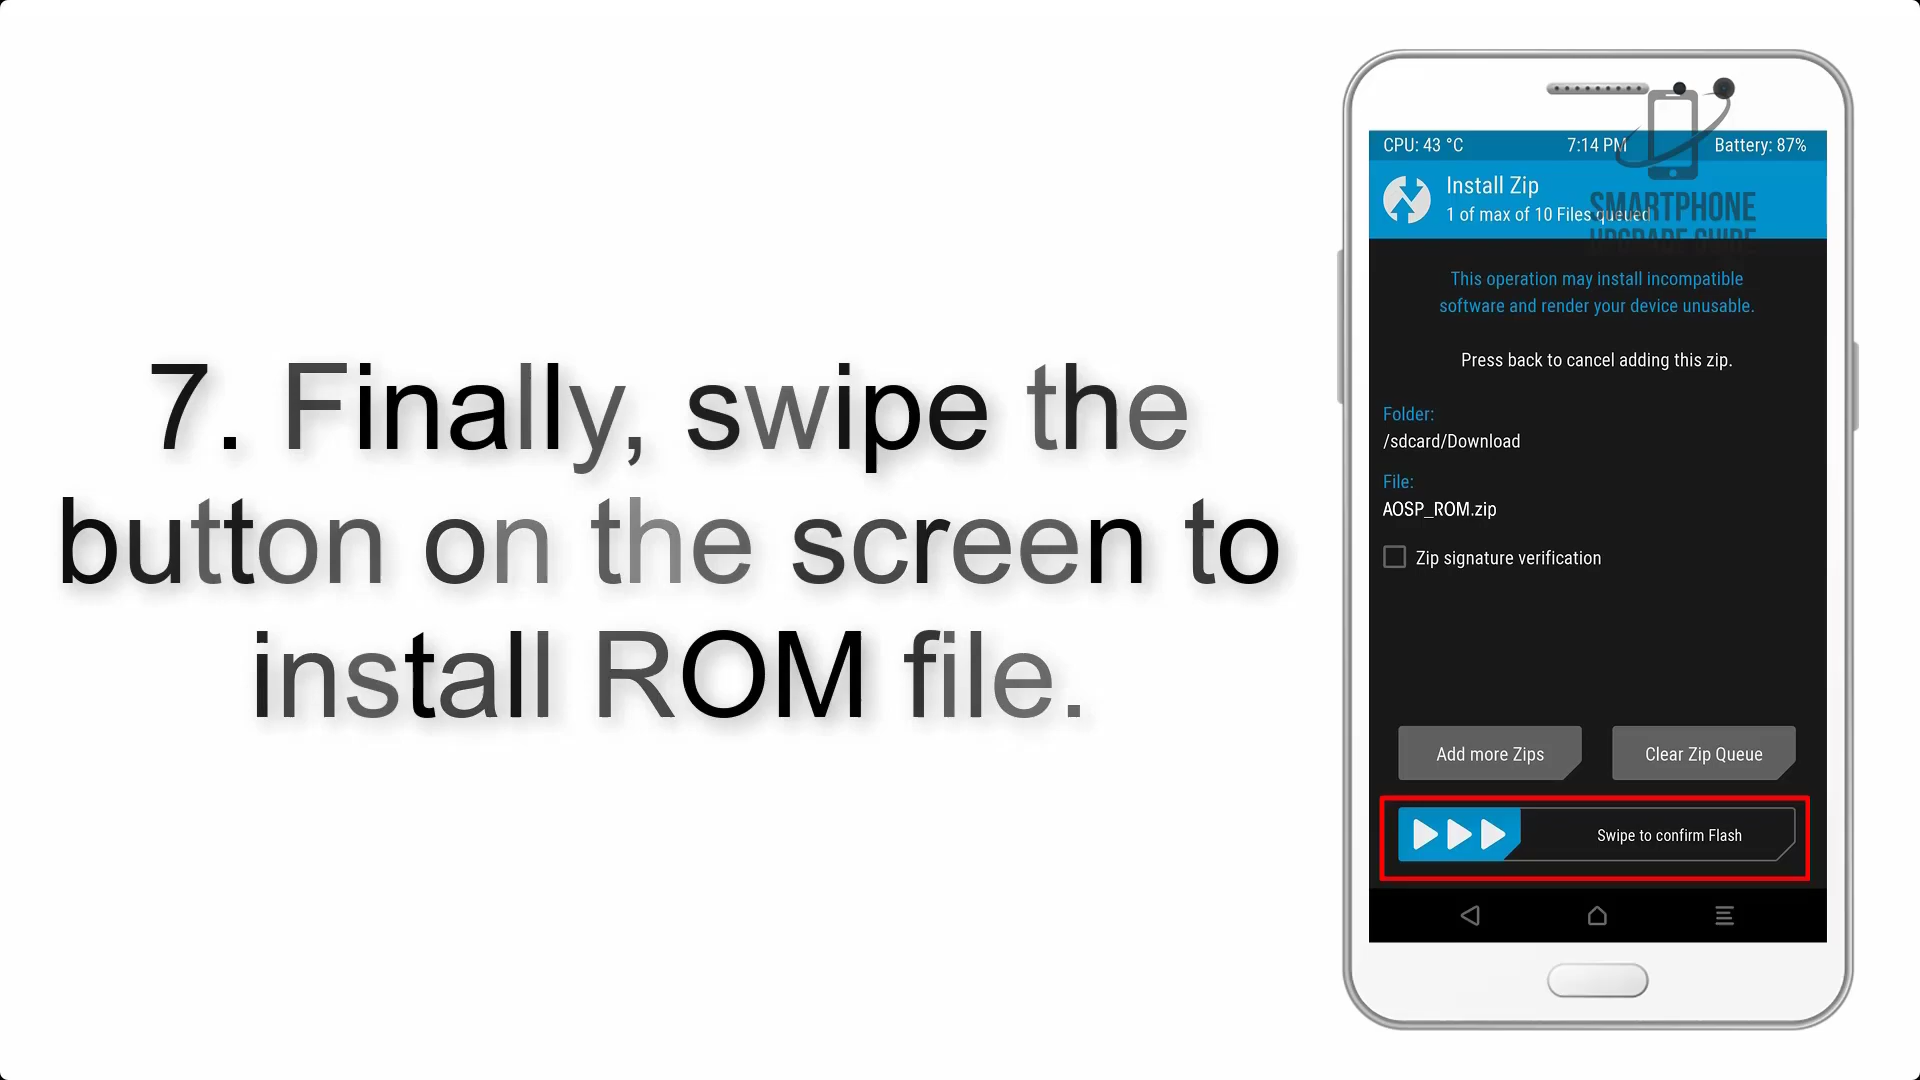 7. Finally, swipe the
button on the screen to
install ROM file.
CPU: 43 °C 7:14 PM Battery: 87%
Install Zip
1 of max of 10 Files queued
SMARTPHONE
UPGRADE GUIDE
This operation may install incompatible
software and render your device unusable.
Press back to cancel adding this zip.
Folder:
/sdcard/Download
File:
AOSP_ROM.zip
Zip signature verification
Add more Zips Clear Zip Queue
Swipe to confirm Flash